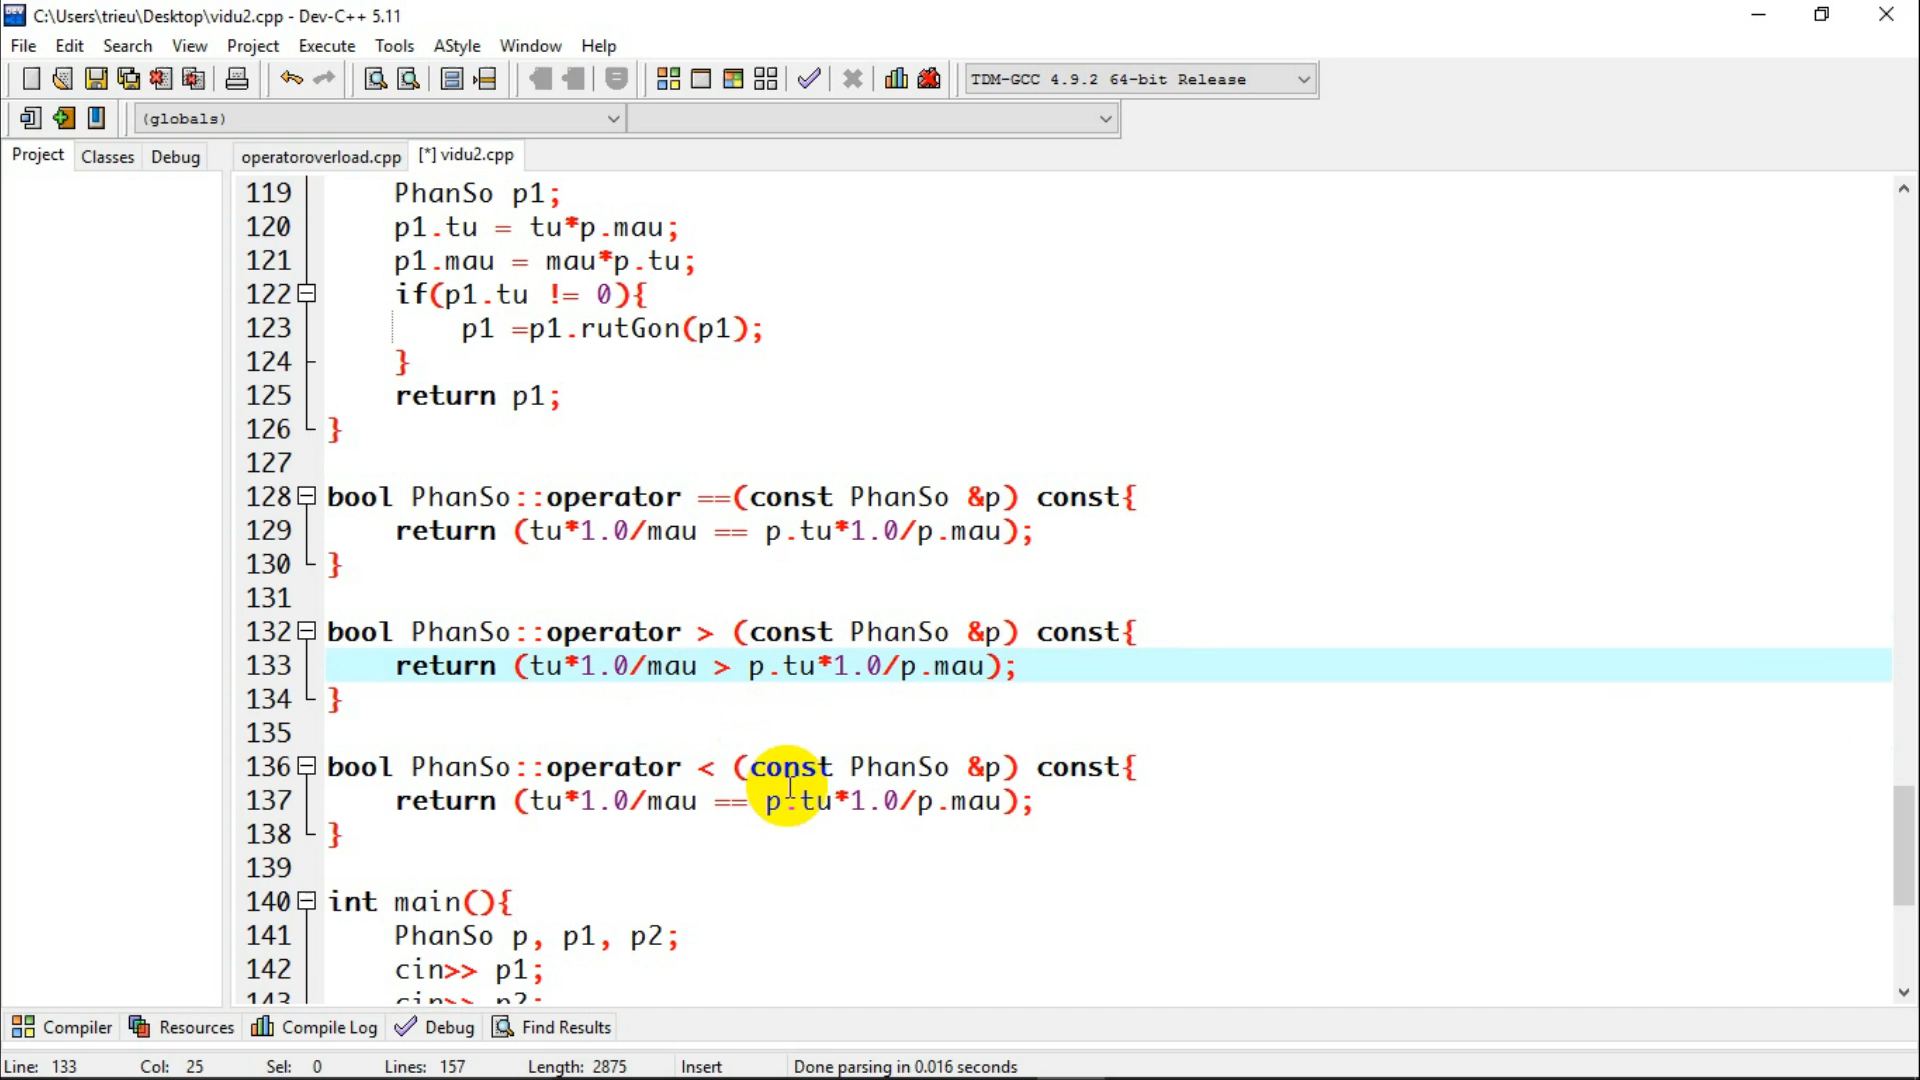 C:\Users\trieu\Desktop\vidu2.cpp - Dev-C++ 5.11
File Edit Search View Project Execute Tools AStyle Window Help
TDM-GCC 4.9.2 64-bit Release
(globals)
Project Classes Debug operatoroverload.cpp [*] vidu2.cpp
119 PhanSo p1;
120 p1.tu = tu*p.mau;
121 p1.mau = mau*p.tu;
122 if(p1.tu != 0){
123 p1 =p1.rutGon(p1);
124 }
125 return p1;
126 }
127
128 bool PhanSo::operator ==(const PhanSo &p) const{
129 return (tu*1.0/mau == p.tu*1.0/p.mau);
130 }
131
132 bool PhanSo::operator > (const PhanSo &p) const{
133 return (tu*1.0/mau > p.tu*1.0/p.mau);
134 }
135
136 bool PhanSo::operator < (const PhanSo &p) const{
137 return (tu*1.0/mau == p.tu*1.0/p.mau);
138 }
139
140 int main(){
141 PhanSo p, p1, p2;
142 cin>> p1;
143 cin>> p2;
Compiler Resources Compile Log Debug Find Results
Line: 133 Col: 25 Sel: 0 Lines: 157 Length: 2875 Insert Done parsing in 0.016 seconds